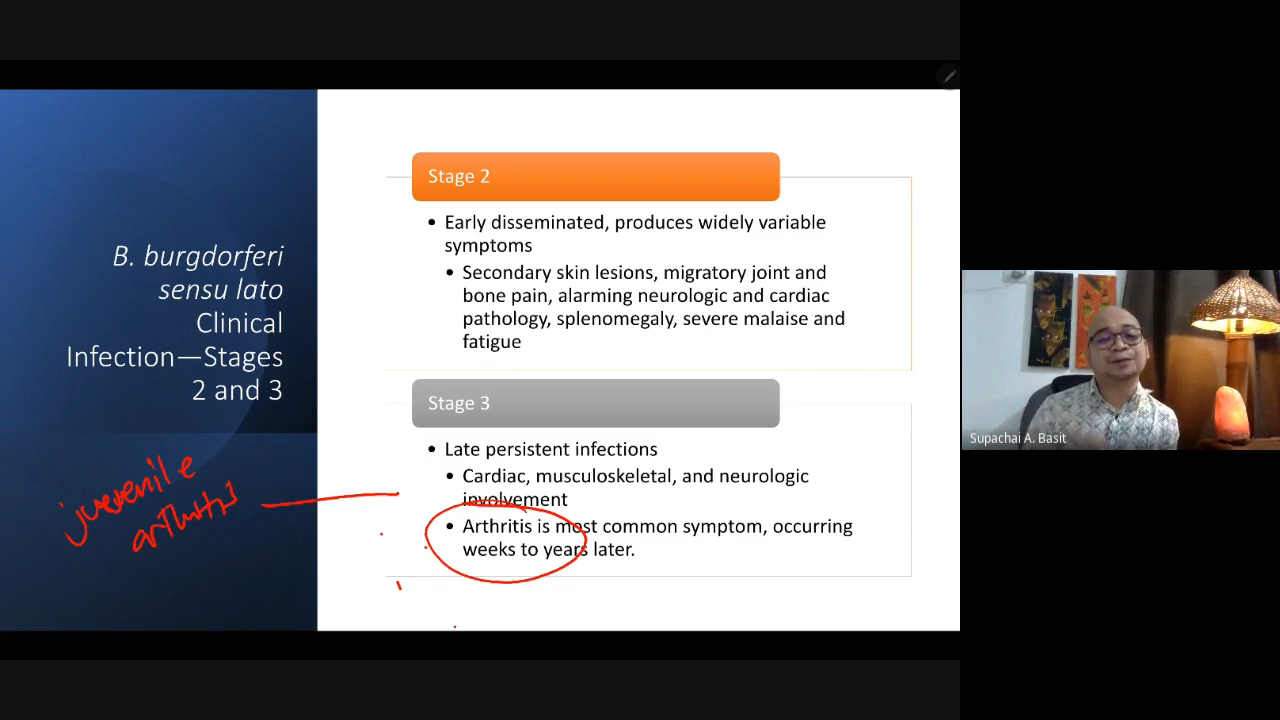 B. burgdorferi
sensu lato
Clinical
Infection—Stages
2 and 3
juvenile
arthritis
Stage 2
• Early disseminated, produces widely variable
symptoms
• Secondary skin lesions, migratory joint and
bone pain, alarming neurologic and cardiac
pathology, splenomegaly, severe malaise and
fatigue
Stage 3
• Late persistent infections
• Cardiac, musculoskeletal, and neurologic
involvement
• Arthritis is most common symptom, occurring
weeks to years later.
Supachai A. Basit